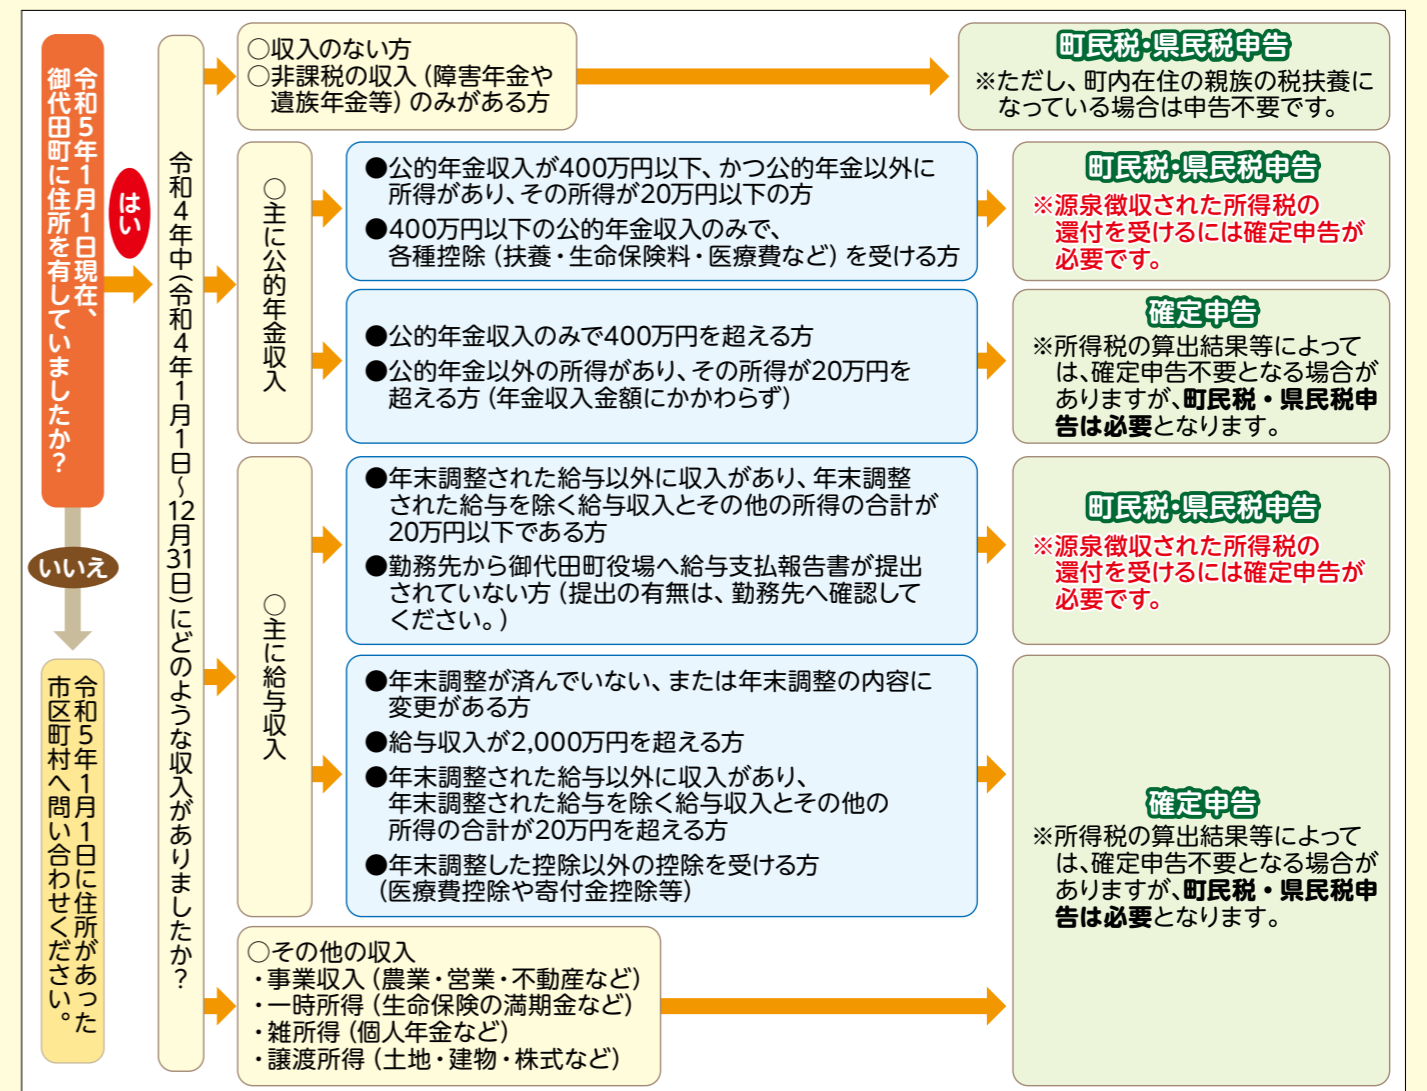 令和5年1月1日現在、
御代田町に住所を有していましたか？
はい
いいえ
令和5年1月1日に住所があった
市区町村へ問い合わせください。
令和4年中（令和4年1月1日～12月31日）にどのような収入がありましたか？
○収入のない方
○非課税の収入（障害年金や
遺族年金等）のみがある方
町民税・県民税申告
※ただし、町内在住の親族の税扶養に
なっている場合は申告不要です。
○主に公的年金収入
●公的年金収入が400万円以下、かつ公的年金以外に
所得があり、その所得が20万円以下の方
●400万円以下の公的年金収入のみで、
各種控除（扶養・生命保険料・医療費など）を受ける方
町民税・県民税申告
※源泉徴収された所得税の
還付を受けるには確定申告が
必要です。
●公的年金収入のみで400万円を超える方
●公的年金以外の所得があり、その所得が20万円を
超える方（年金収入金額にかかわらず）
確定申告
※所得税の算出結果等によって
は、確定申告不要となる場合が
ありますが、町民税・県民税申
告は必要となります。
○主に給与収入
●年末調整された給与以外に収入があり、年末調整
された給与を除く給与収入とその他の所得の合計が
20万円以下である方
●勤務先から御代田町役場へ給与支払報告書が提出
されていない方（提出の有無は、勤務先へ確認して
ください。）
町民税・県民税申告
※源泉徴収された所得税の
還付を受けるには確定申告が
必要です。
●年末調整が済んでいない、または年末調整の内容に
変更がある方
●給与収入が2,000万円を超える方
●年末調整された給与以外に収入があり、
年末調整された給与を除く給与収入とその他の
所得の合計が20万円を超える方
●年末調整した控除以外の控除を受ける方
（医療費控除や寄付金控除等）
○その他の収入
・事業収入（農業・営業・不動産など）
・一時所得（生命保険の満期金など）
・雑所得（個人年金など）
・譲渡所得（土地・建物・株式など）
確定申告
※所得税の算出結果等によって
は、確定申告不要となる場合が
ありますが、町民税・県民税申
告は必要となります。